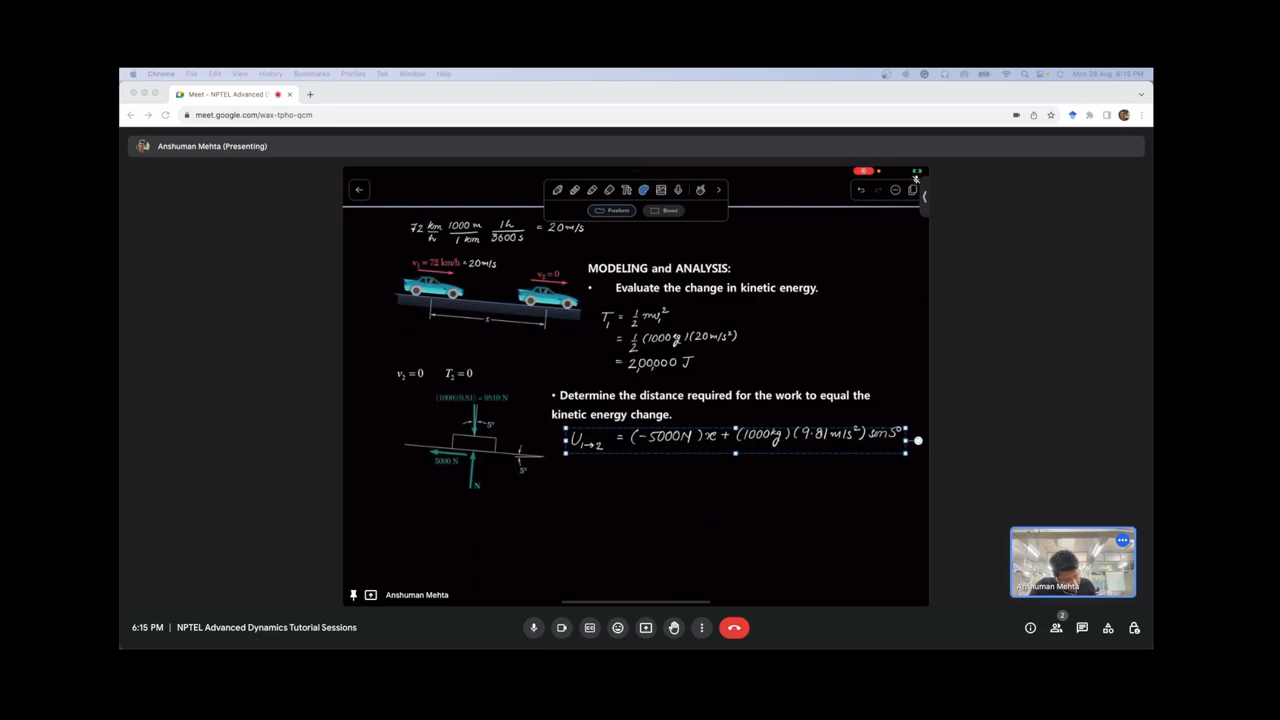 Chrome File Edit View History Bookmarks Profiles Tab Window Help Mon 28 Aug 6:15 PM
Meet - NPTEL Advanced D
meet.google.com/wax-tpho-qcm
Anshuman Mehta (Presenting)
Freeform Boxed
72 km/h 1000 m/1 km 1h/3600 s = 20 m/s
v₁ = 72 km/h = 20 m/s
v₂ = 0
x
MODELING and ANALYSIS:
• Evaluate the change in kinetic energy.
T₁ = 1/2 mv₁²
= 1/2 (1000 kg)(20 m/s²)
= 2,00,000 J
v₂ = 0 T₂ = 0
(1000)(9.81) = 9810 N
5°
5000 N
5°
N
• Determine the distance required for the work to equal the
kinetic energy change.
U₁→₂ = (-5000N)x + (1000kg)(9.81 m/s²) sin 5°
Anshuman Mehta
Anshuman Mehta
6:15 PM | NPTEL Advanced Dynamics Tutorial Sessions
2